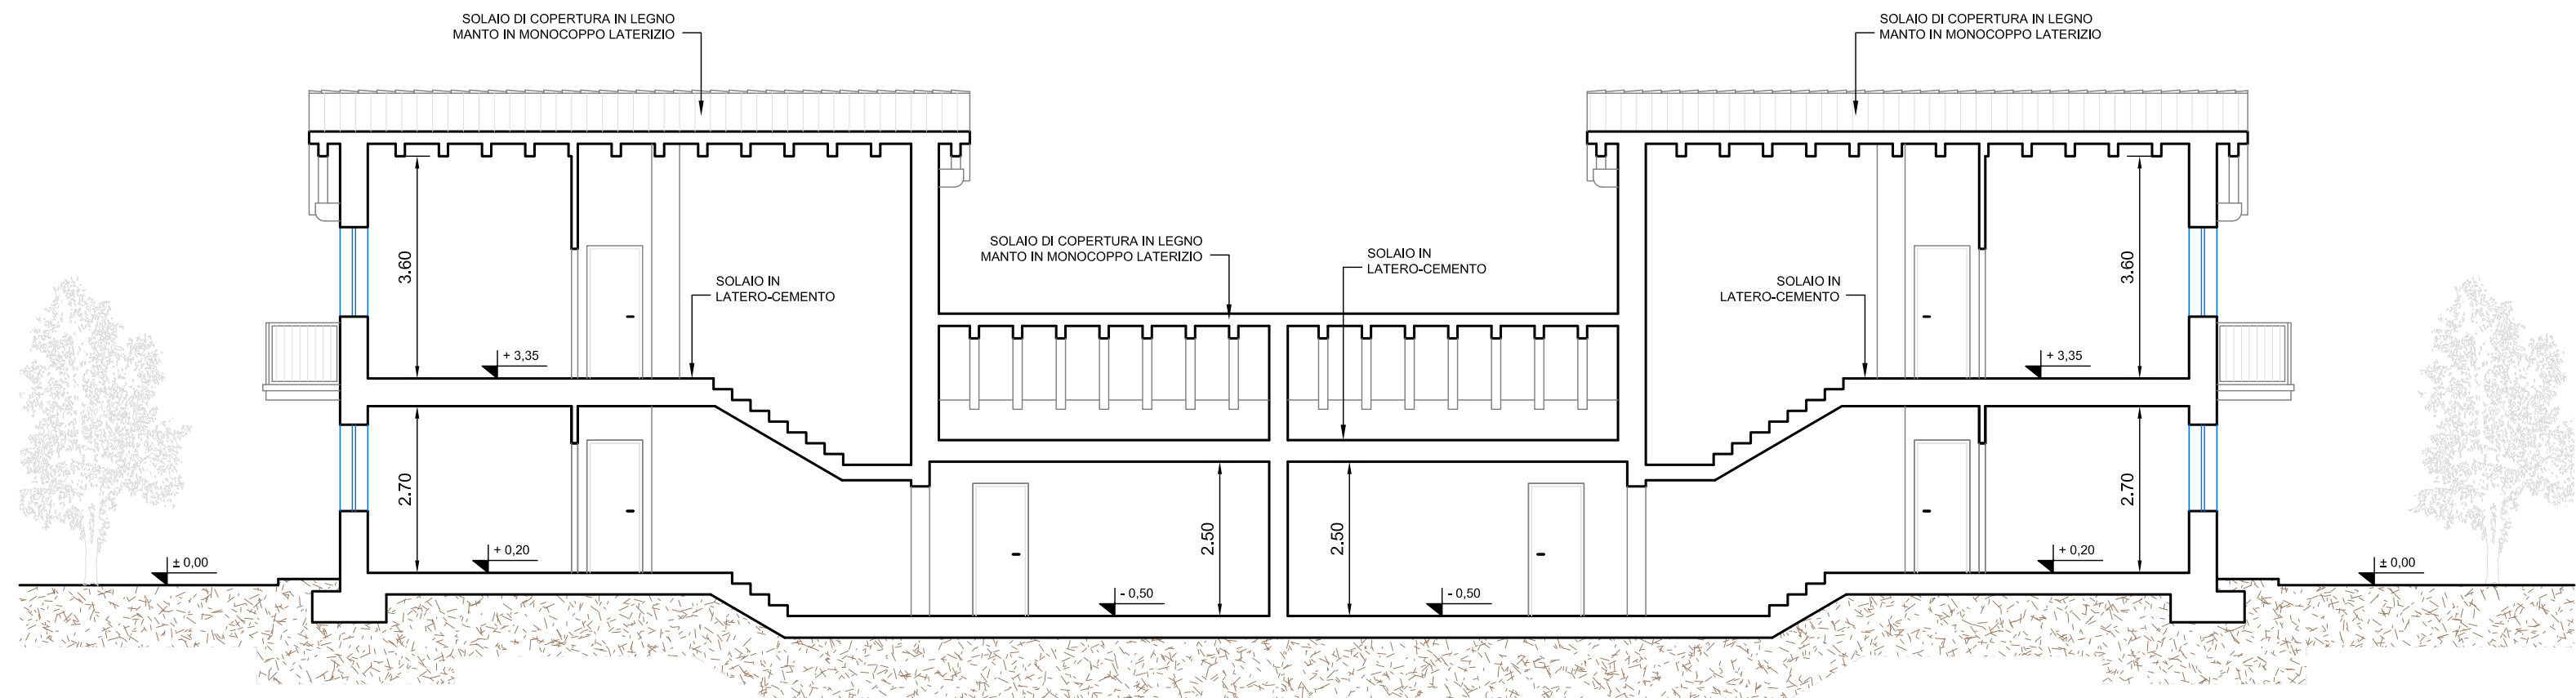 SOLAIO DI COPERTURA IN LEGNO
MANTO IN MONOCOPPO LATERIZIO
SOLAIO DI COPERTURA IN LEGNO
MANTO IN MONOCOPPO LATERIZIO
SOLAIO DI COPERTURA IN LEGNO
MANTO IN MONOCOPPO LATERIZIO
SOLAIO IN
LATERO-CEMENTO
3.60
SOLAIO IN
LATERO-CEMENTO
SOLAIO IN
LATERO-CEMENTO
3.60
+ 3,35
+ 3,35
2.70
2.50
2.50
2.70
± 0,00
+ 0,20
- 0,50
- 0,50
+ 0,20
± 0,00